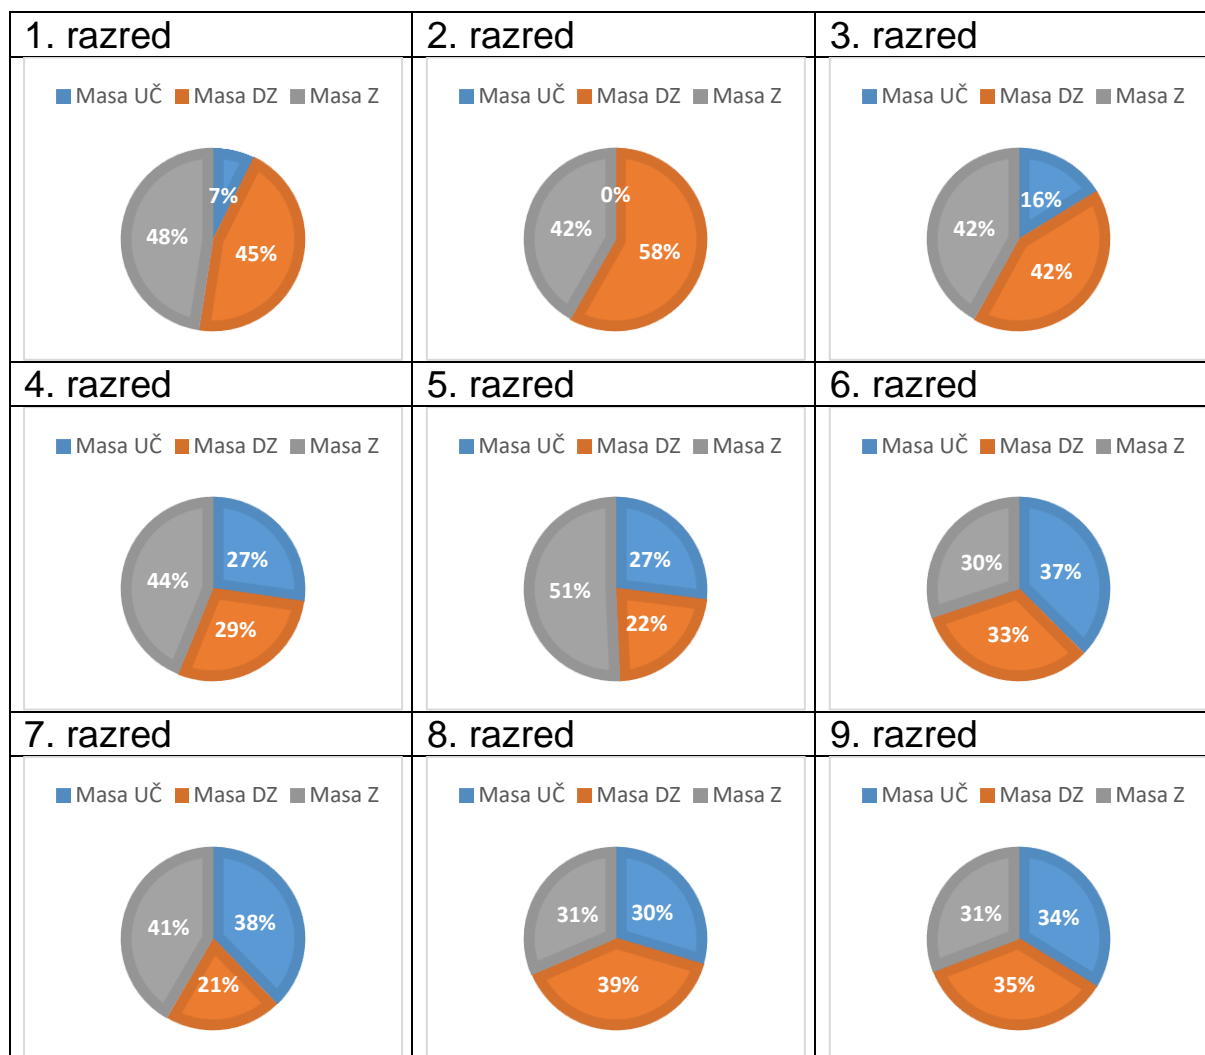 1. razred
2. razred
3. razred
Masa UČ Masa DZ Masa Z
Masa UČ Masa DZ Masa Z
Masa UČ Masa DZ Masa Z
7%
45%
48%
0%
58%
42%
16%
42%
42%
4. razred
5. razred
6. razred
Masa UČ Masa DZ Masa Z
Masa UČ Masa DZ Masa Z
Masa UČ Masa DZ Masa Z
27%
29%
44%
27%
22%
51%
37%
33%
30%
7. razred
8. razred
9. razred
Masa UČ Masa DZ Masa Z
Masa UČ Masa DZ Masa Z
Masa UČ Masa DZ Masa Z
38%
21%
41%
30%
39%
31%
34%
35%
31%